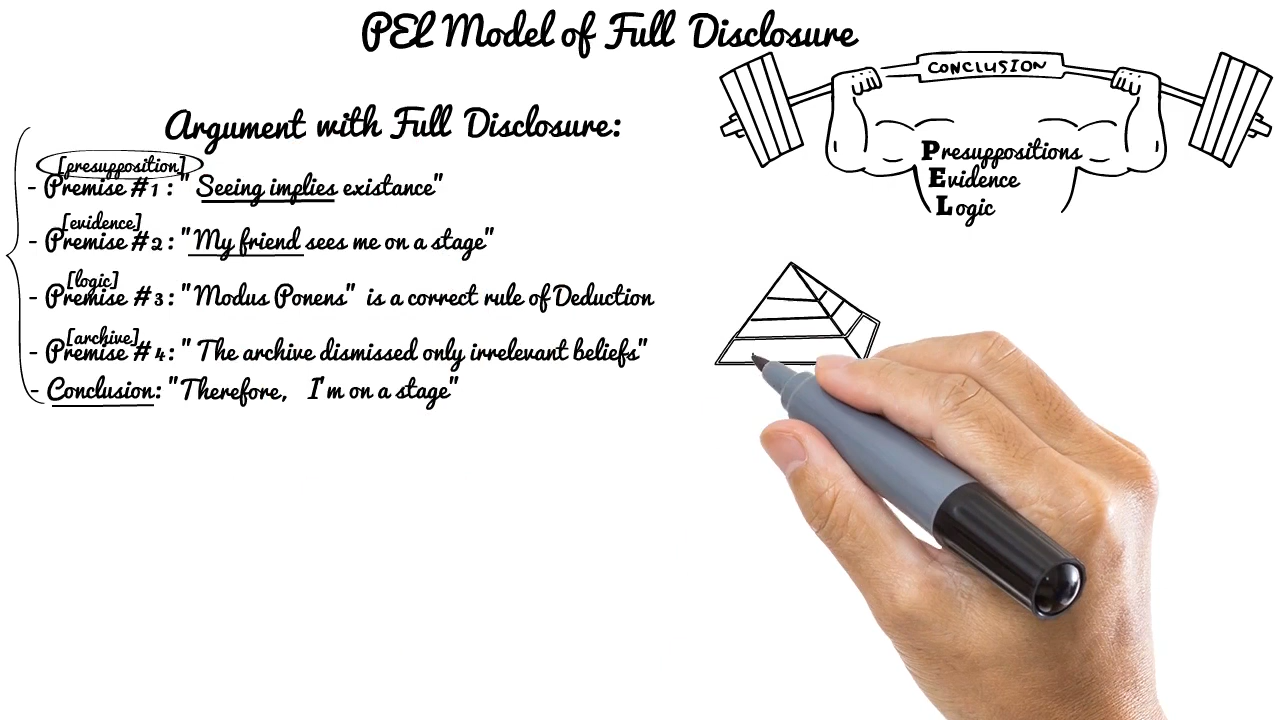 PEL Model of Full Disclosure
CONCLUSION
Presuppositions
Evidence
Logic
Argument with Full Disclosure:
[presupposition]
- Premise #1 : " Seeing implies existance"
[evidence]
- Premise #2 : "My friend sees me on a stage"
[logic]
- Premise #3 : "Modus Ponens" is a correct rule of Deduction
[archive]
- Premise #4 : " The archive dismissed only irrelevant beliefs"
- Conclusion: "Therefore, I'm on a stage"